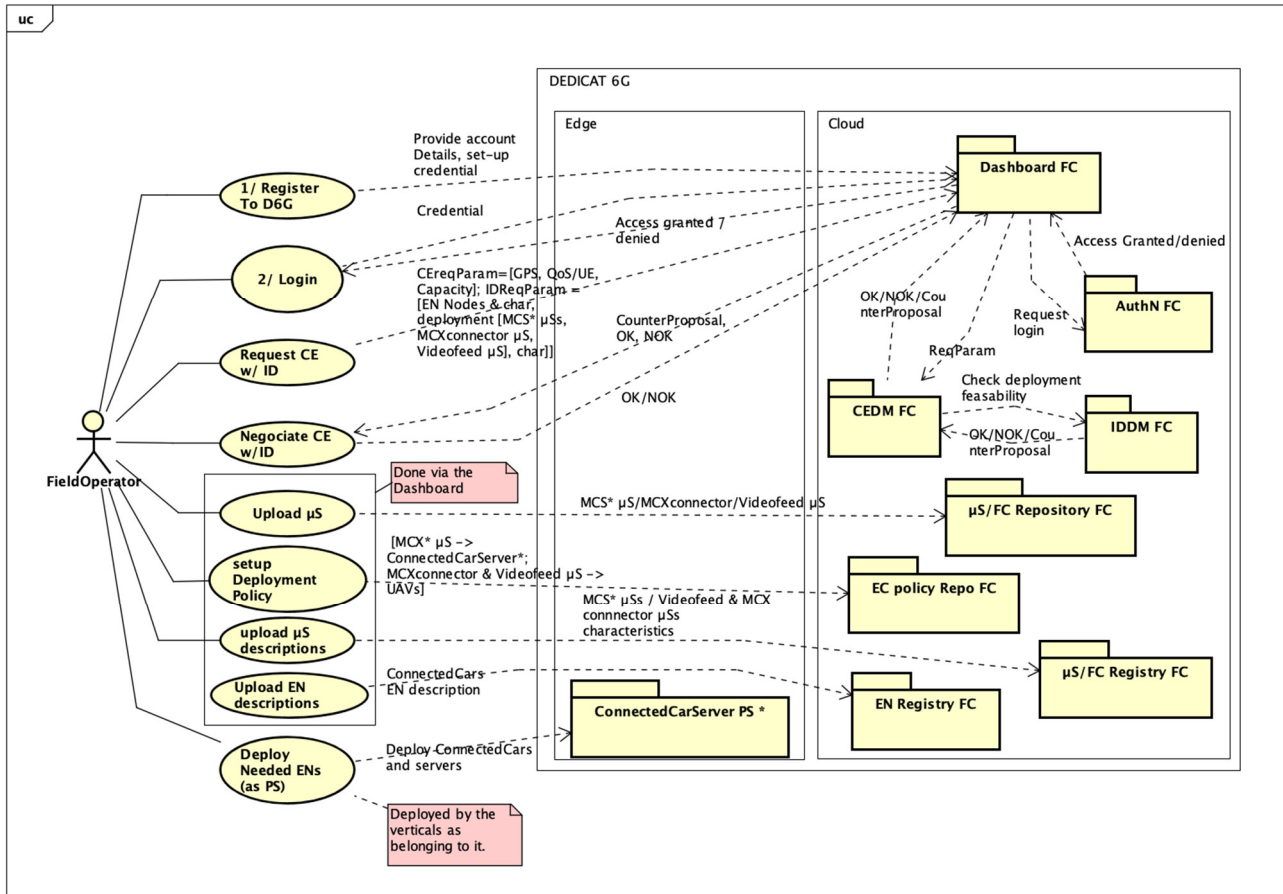 uc
DEDICAT 6G
Edge
Cloud
Provide account
Details, set-up
credential
Dashboard FC
1/ Register
To D6G
Credential
Access granted /
denied
Access Granted/denied
2/ Login
CEreqParam=[GPS, QoS/UE,
Capacity]; IDReqParam =
[EN Nodes & char,
deployment [MCS* µSs,
MCXconnector µS,
Videofeed µS], char]]
OK/NOK/Cou
nterProposal
AuthN FC
Request
login
CounterProposal,
OK, NOK
Request CE
w/ ID
ReqParam
Check deployment
feasability
OK/NOK
CEDM FC
IDDM FC
OK/NOK/Cou
nterProposal
Negociate CE
w/ID
FieldOperator
Done via the
Dashboard
Upload µS
MCS* µS/MCXconnector/Videofeed µS
µS/FC Repository FC
[MCX* µS ->
ConnectedCarServer*;
MCXconnector & Videofeed µS ->
UAVs]
setup
Deployment
Policy
EC policy Repo FC
MCS* µSs / Videofeed & MCX
connnector µSs
characteristics
upload µS
descriptions
µS/FC Registry FC
ConnectedCars
EN description
Upload EN
descriptions
ConnectedCarServer PS *
EN Registry FC
Deploy
Needed ENs
(as PS)
Deploy ConnectedCars
and servers
Deployed by the
verticals as
belonging to it.